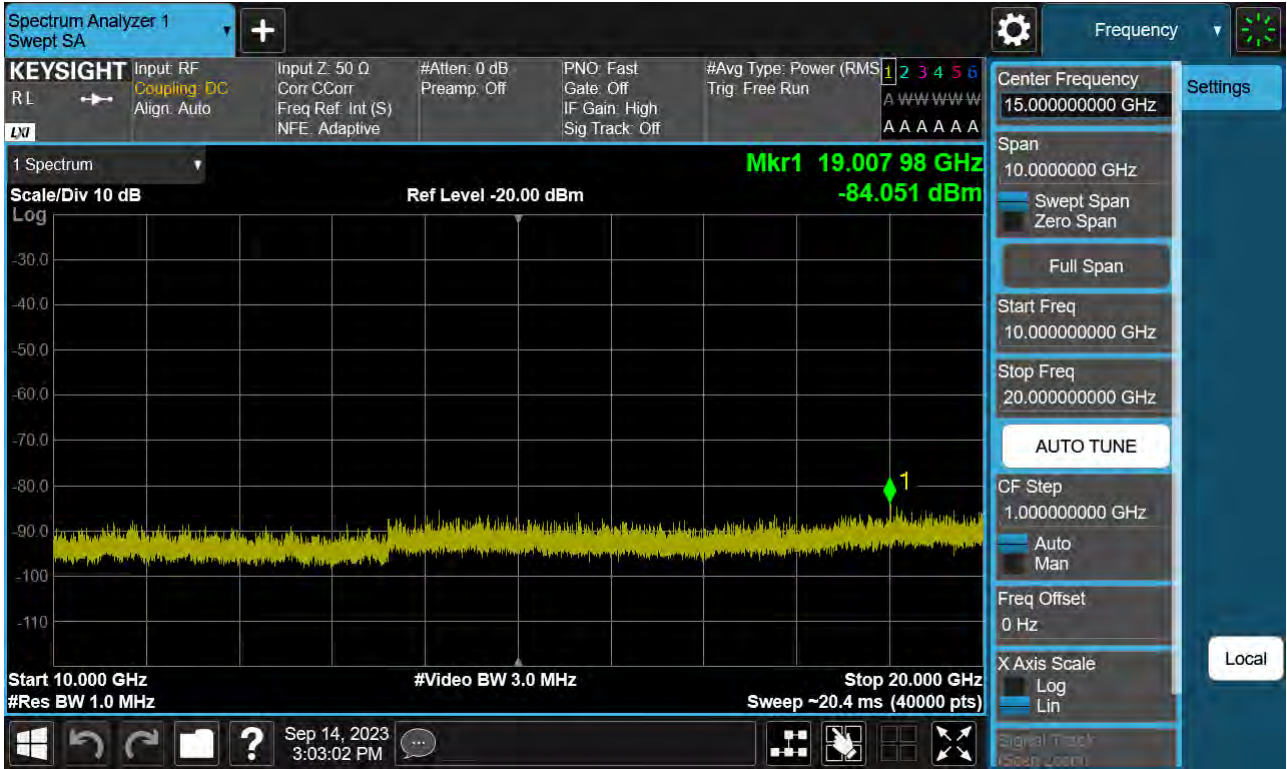 Spectrum Analyzer 1
Swept SA
+
Frequency
KEYSIGHT
R L
LXI
Input: RF
Coupling: DC
Align: Auto
Input Z: 50 Ω
Corr CCorr
Freq Ref: Int (S)
NFE: Adaptive
#Atten: 0 dB
Preamp: Off
PNO: Fast
Gate: Off
IF Gain: High
Sig Track: Off
#Avg Type: Power (RMS
Trig: Free Run
1 2 3 4 5 6
A W W W W W
A A A A A A
1 Spectrum
Mkr1 19.007 98 GHz
Scale/Div 10 dB
Ref Level -20.00 dBm
-84.051 dBm
Log
-30.0
-40.0
-50.0
-60.0
-70.0
-80.0
1
-90.0
-100
-110
Start 10.000 GHz
#Video BW 3.0 MHz
Stop 20.000 GHz
#Res BW 1.0 MHz
Sweep ~20.4 ms (40000 pts)
?
Sep 14, 2023
3:03:02 PM
Center Frequency
15.000000000 GHz
Settings
Span
10.0000000 GHz
Swept Span
Zero Span
Full Span
Start Freq
10.000000000 GHz
Stop Freq
20.000000000 GHz
AUTO TUNE
CF Step
1.000000000 GHz
Auto
Man
Freq Offset
0 Hz
X Axis Scale
Log
Lin
Local
Signal Track
(Span Zoom)